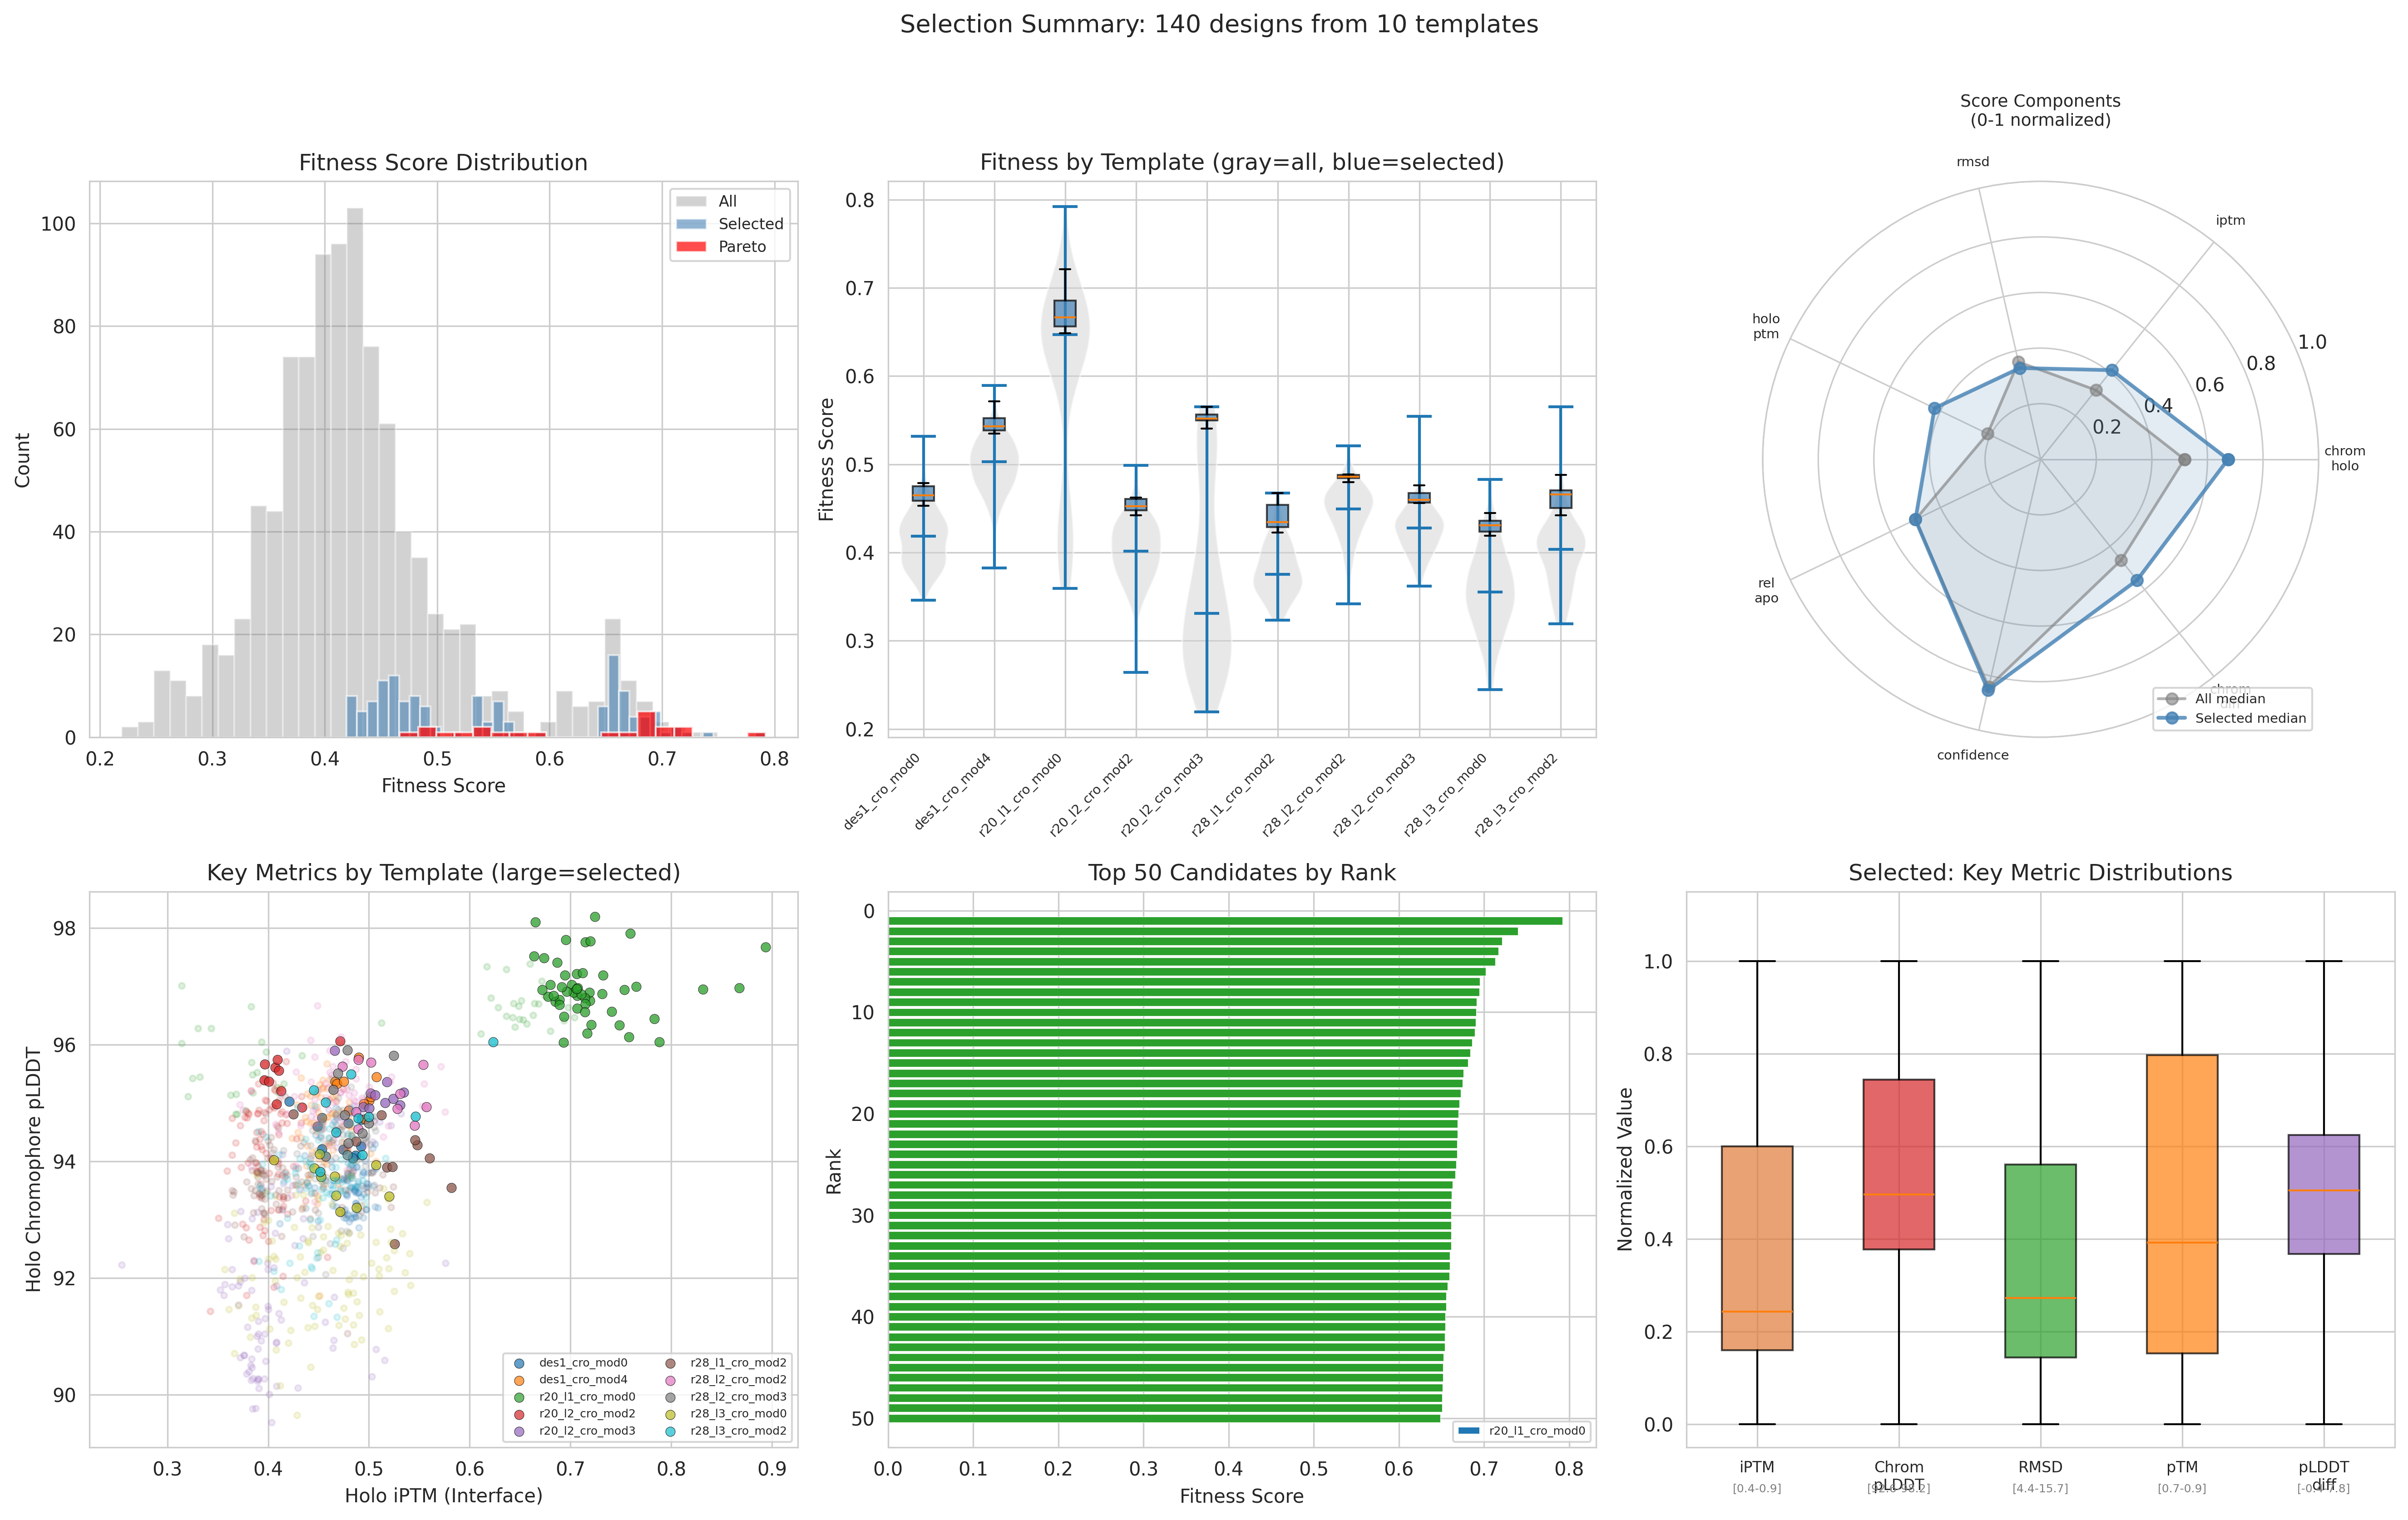 Selection Summary: 140 designs from 10 templates
Fitness Score Distribution
100
80
60
40
20
0
Count
0.2
0.3
0.4
0.5
0.6
0.7
0.8
Fitness Score
All
Selected
Pareto
Fitness by Template (gray=all, blue=selected)
0.8
0.7
0.6
0.5
0.4
0.3
0.2
Fitness Score
des1_cro_mod0
des1_cro_mod4
r20_l1_cro_mod0
r20_l2_cro_mod2
r20_l2_cro_mod3
r28_l1_cro_mod2
r28_l2_cro_mod2
r28_l2_cro_mod3
r28_l3_cro_mod0
r28_l3_cro_mod2
Score Components
(0-1 normalized)
rmsd
iptm
holo
ptm
1.0
0.8
0.6
0.4
0.2
chrom
holo
rel
apo
confidence
chrom
All median
Selected median
Key Metrics by Template (large=selected)
98
96
94
92
90
Holo Chromophore pLDDT
0.3
0.4
0.5
0.6
0.7
0.8
0.9
Holo iPTM (Interface)
des1_cro_mod0
des1_cro_mod4
r20_l1_cro_mod0
r20_l2_cro_mod2
r20_l2_cro_mod3
r28_l1_cro_mod2
r28_l2_cro_mod2
r28_l2_cro_mod3
r28_l3_cro_mod0
r28_l3_cro_mod2
Top 50 Candidates by Rank
0
10
20
30
40
50
Rank
0.0
0.1
0.2
0.3
0.4
0.5
0.6
0.7
0.8
Fitness Score
r20_l1_cro_mod0
Selected: Key Metric Distributions
1.0
0.8
0.6
0.4
0.2
0.0
Normalized Value
iPTM
[0.4-0.9]
Chrom
pLDDT
RMSD
[4.4-15.7]
pTM
[0.7-0.9]
pLDDT
diff